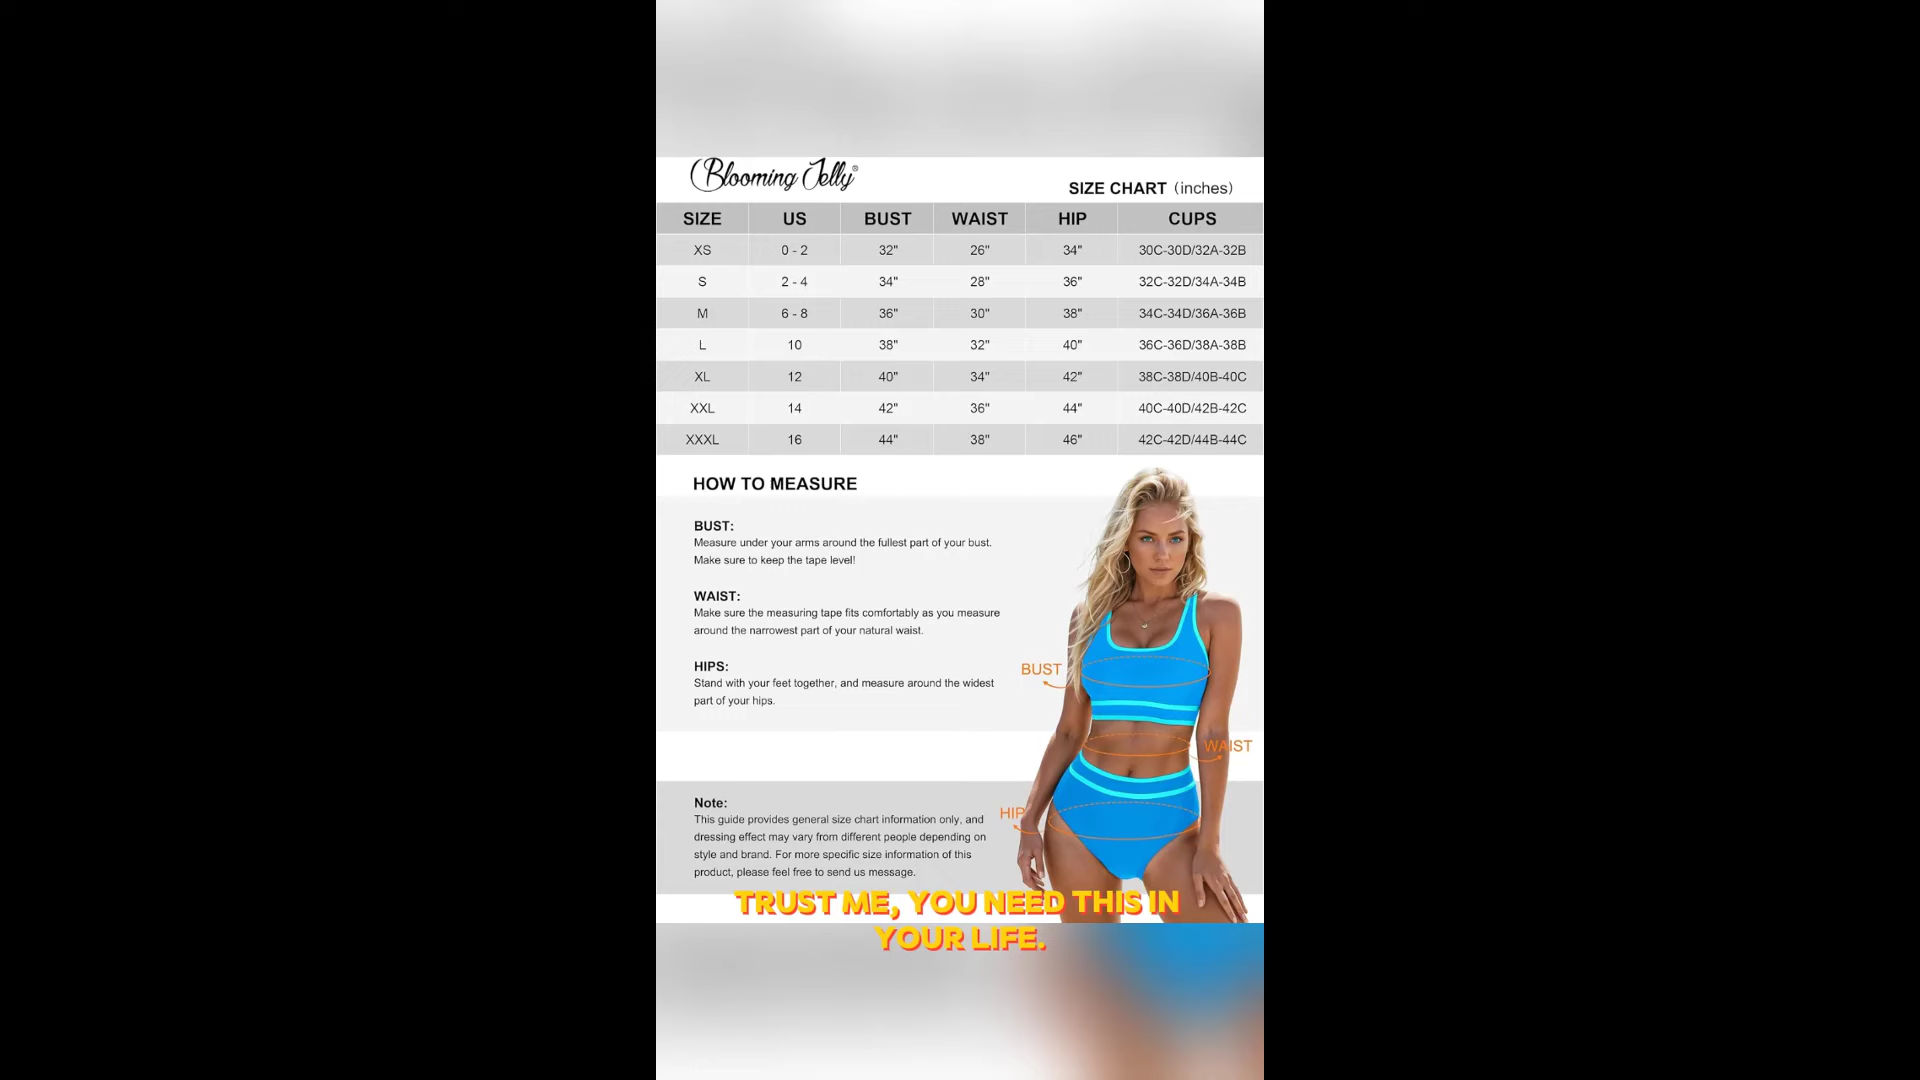 Blooming Jelly®
SIZE CHART (inches)
SIZE US BUST WAIST HIP CUPS
XS 0 - 2 32" 26" 34" 30C-30D/32A-32B
S 2 - 4 34" 28" 36" 32C-32D/34A-34B
M 6 - 8 36" 30" 38" 34C-34D/36A-36B
L 10 38" 32" 40" 36C-36D/38A-38B
XL 12 40" 34" 42" 38C-38D/40B-40C
XXL 14 42" 36" 44" 40C-40D/42B-42C
XXXL 16 44" 38" 46" 42C-42D/44B-44C
HOW TO MEASURE
BUST:
Measure under your arms around the fullest part of your bust.
Make sure to keep the tape level!
WAIST:
Make sure the measuring tape fits comfortably as you measure
around the narrowest part of your natural waist.
HIPS:
Stand with your feet together, and measure around the widest
part of your hips.
BUST
WAIST
HIP
Note:
This guide provides general size chart information only, and
dressing effect may vary from different people depending on
style and brand. For more specific size information of this
product, please feel free to send us message.
TRUST ME, YOU NEED THIS IN
YOUR LIFE.